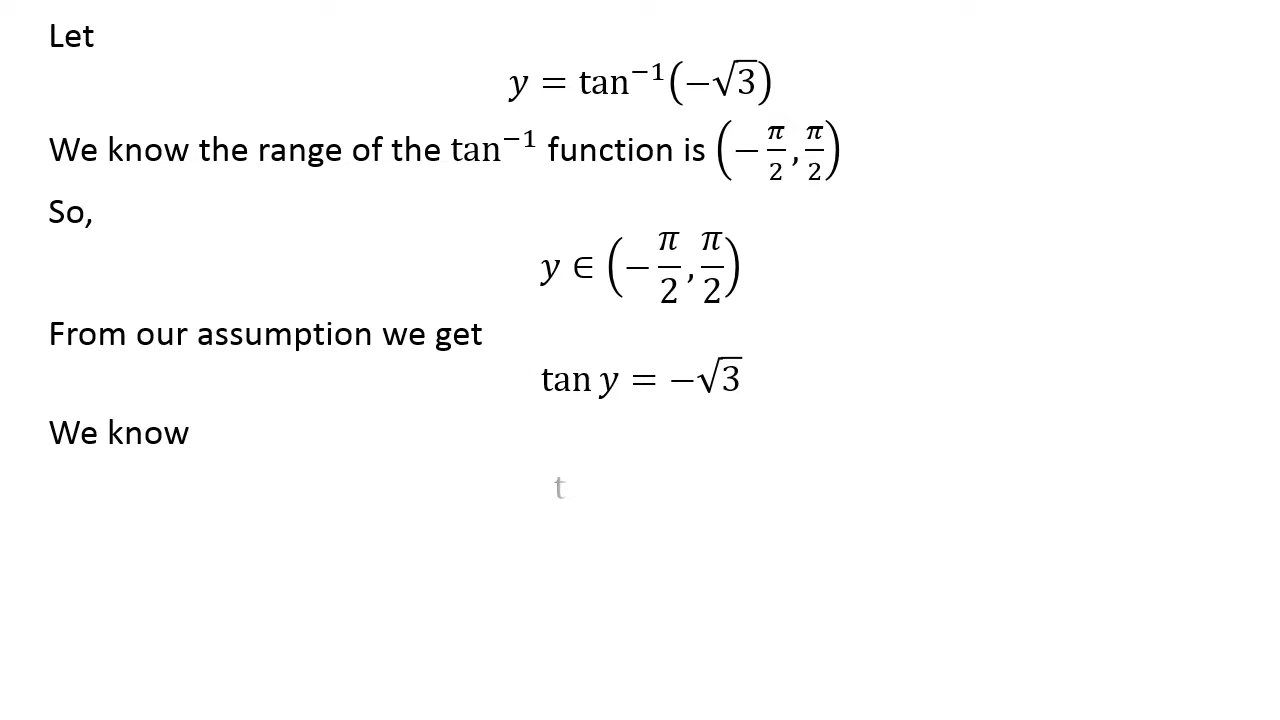 Let
y = tan⁻¹(−√3)
We know the range of the tan⁻¹ function is (−π/2, π/2)
So,
y ∈ (−π/2, π/2)
From our assumption we get
tan y = −√3
We know
t